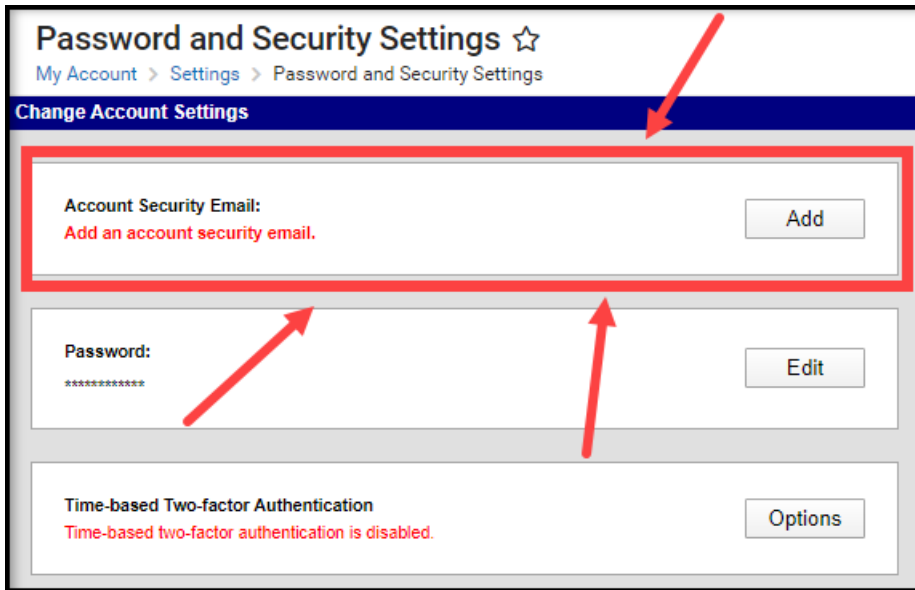 Password and Security Settings ☆
My Account > Settings > Password and Security Settings
Change Account Settings
Account Security Email:
Add an account security email.
Add
Password:
************
Edit
Time-based Two-factor Authentication
Time-based two-factor authentication is disabled.
Options